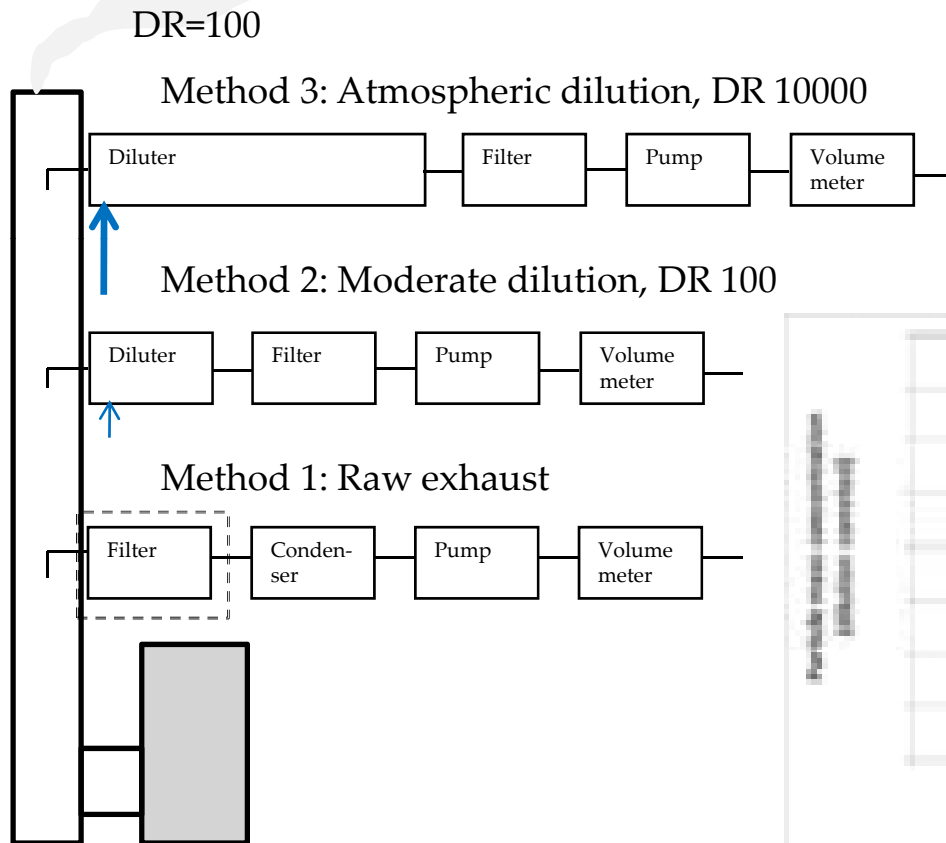 DR=100
Method 3: Atmospheric dilution, DR 10000
Diluter
Filter
Pump
Volume
meter
Method 2: Moderate dilution, DR 100
Diluter
Filter
Pump
Volume
meter
Method 1: Raw exhaust
Filter
Conden-
ser
Pump
Volume
meter